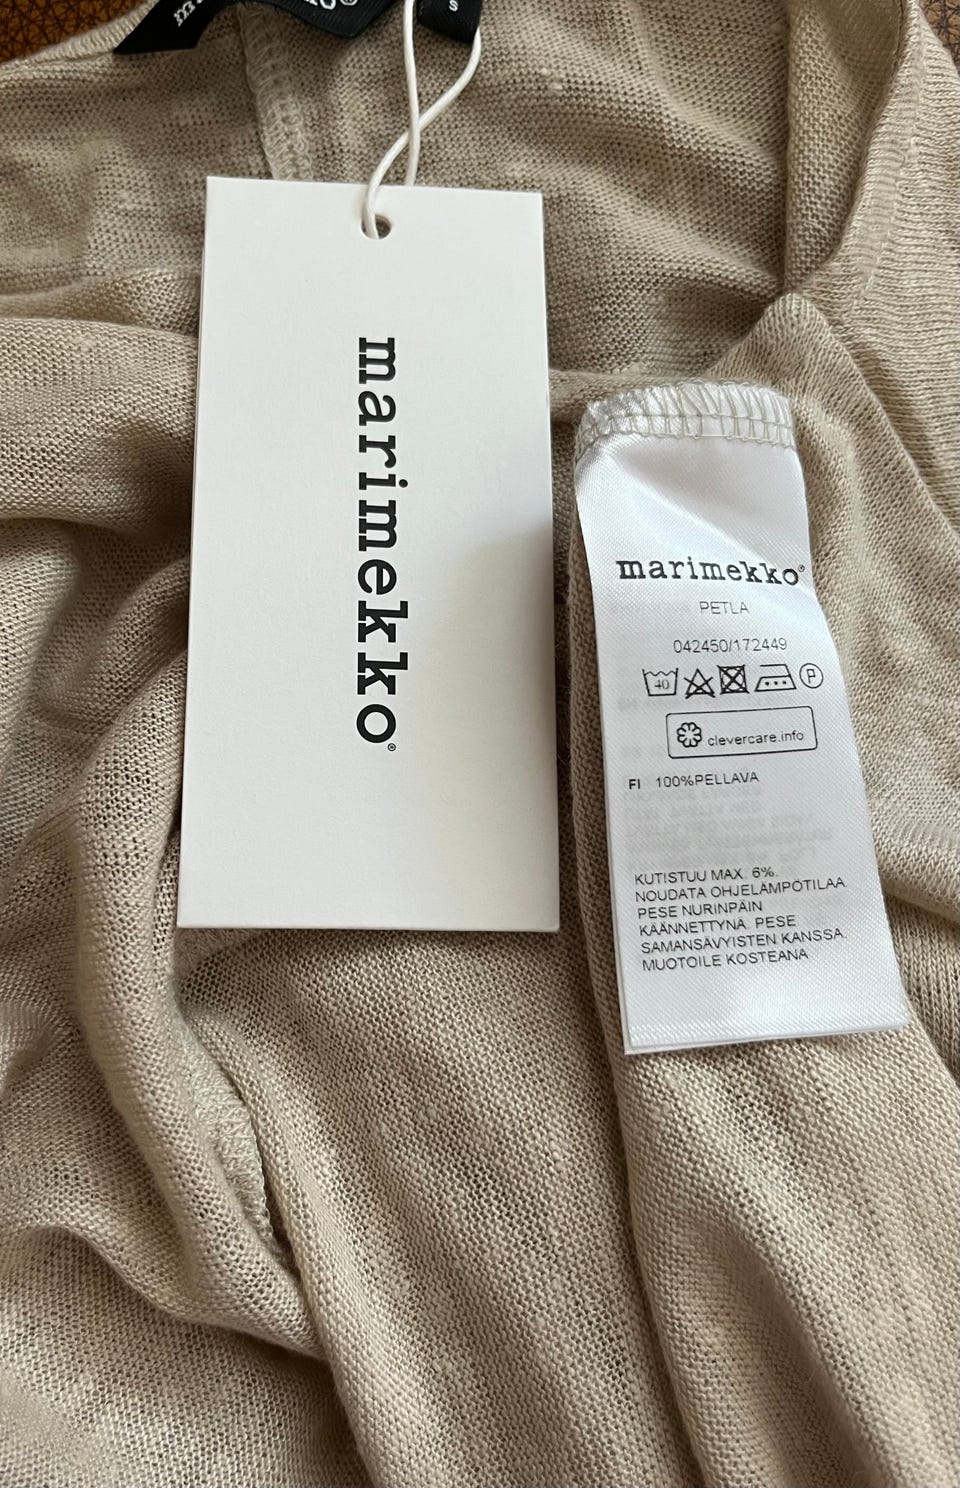 S
marimekko®
marimekko®
PETLA
042450/172449
40
P
clevercare.info
FI 100%PELLAVA
KUTISTUU MAX. 6%.
NOUDATA OHJELÄMPÖTILAA.
PESE NURINPÄIN
KÄÄNNETTYNÄ. PESE
SAMANSÄVYISTEN KANSSA.
MUOTOILE KOSTEANA